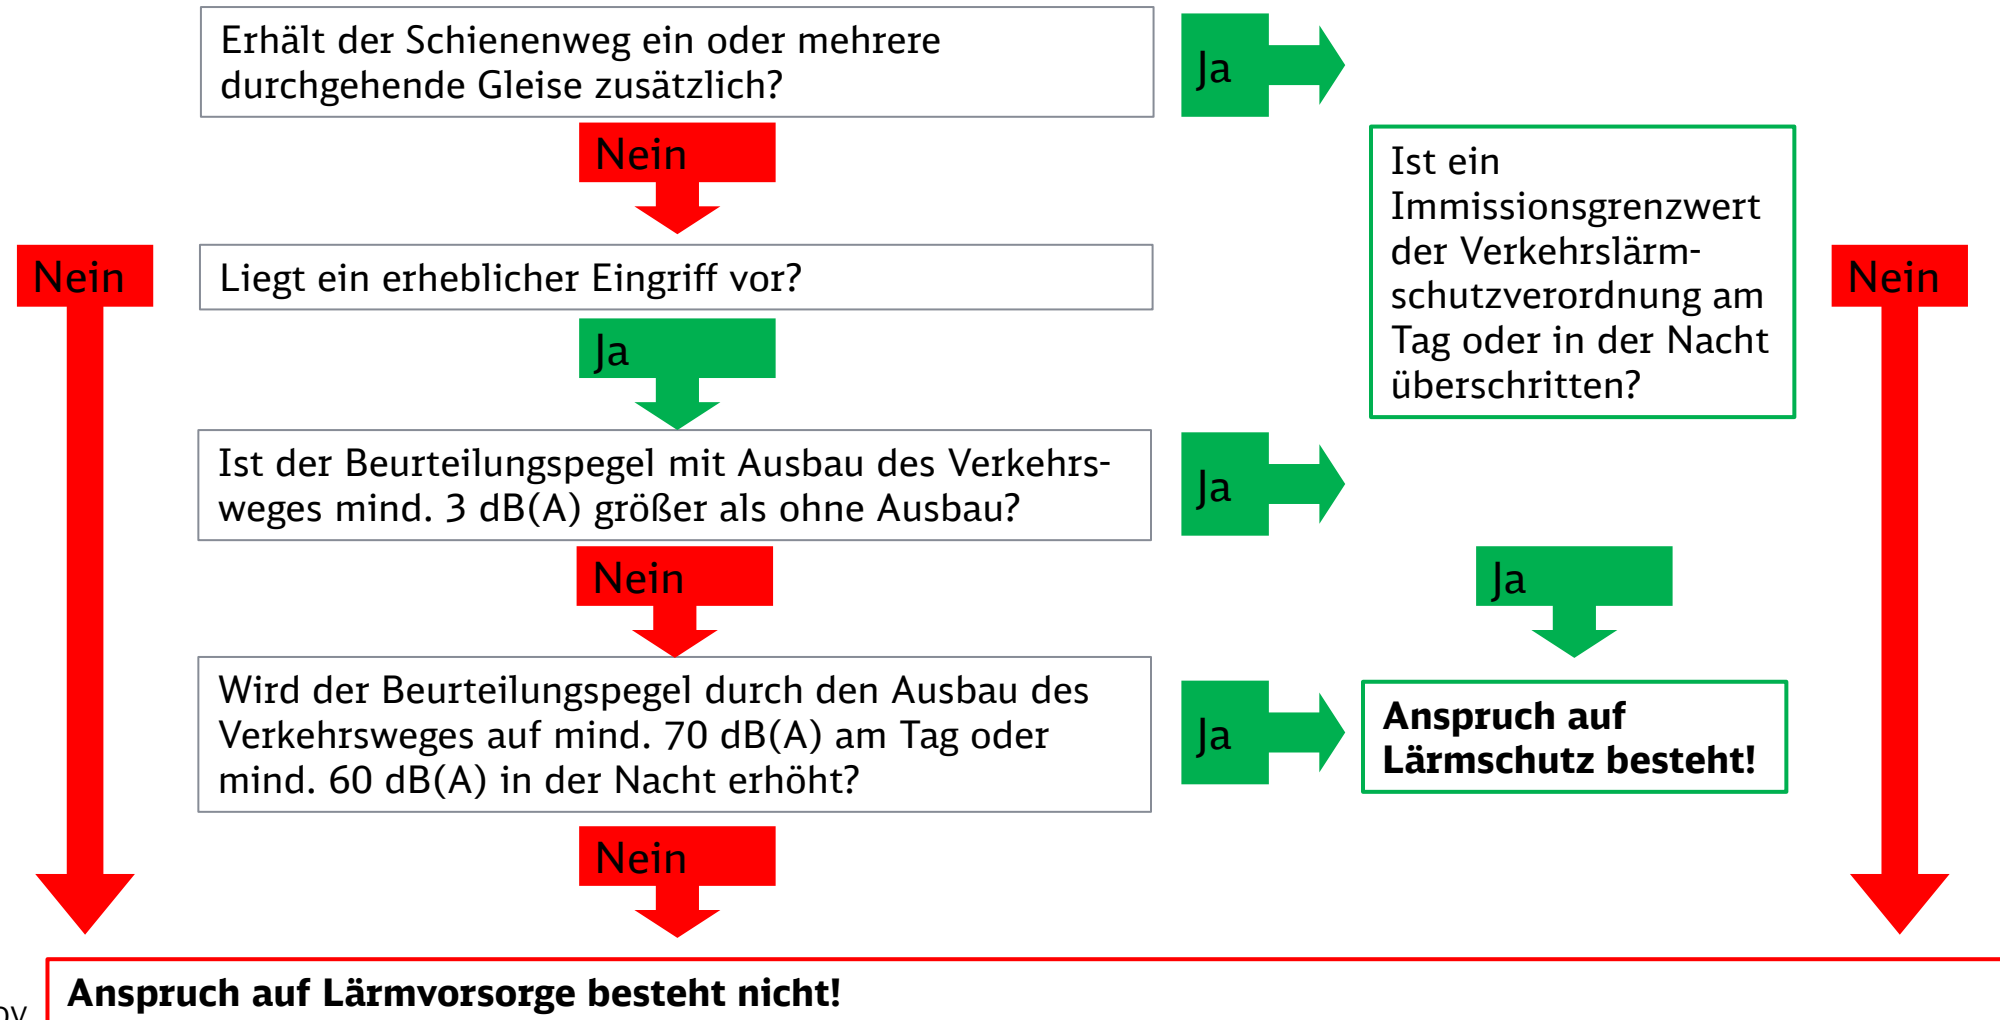 Erhält der Schienenweg ein oder mehrere
durchgehende Gleise zusätzlich?
Ja
Nein
Ist ein
Immissionsgrenzwert
der Verkehrslärm-
schutzverordnung am
Tag oder in der Nacht
überschritten?
Nein
Liegt ein erheblicher Eingriff vor?
Nein
Ja
Ist der Beurteilungspegel mit Ausbau des Verkehrs-
weges mind. 3 dB(A) größer als ohne Ausbau?
Ja
Nein
Ja
Wird der Beurteilungspegel durch den Ausbau des
Verkehrsweges auf mind. 70 dB(A) am Tag oder
mind. 60 dB(A) in der Nacht erhöht?
Ja
Anspruch auf
Lärmschutz besteht!
Nein
Anspruch auf Lärmvorsorge besteht nicht!